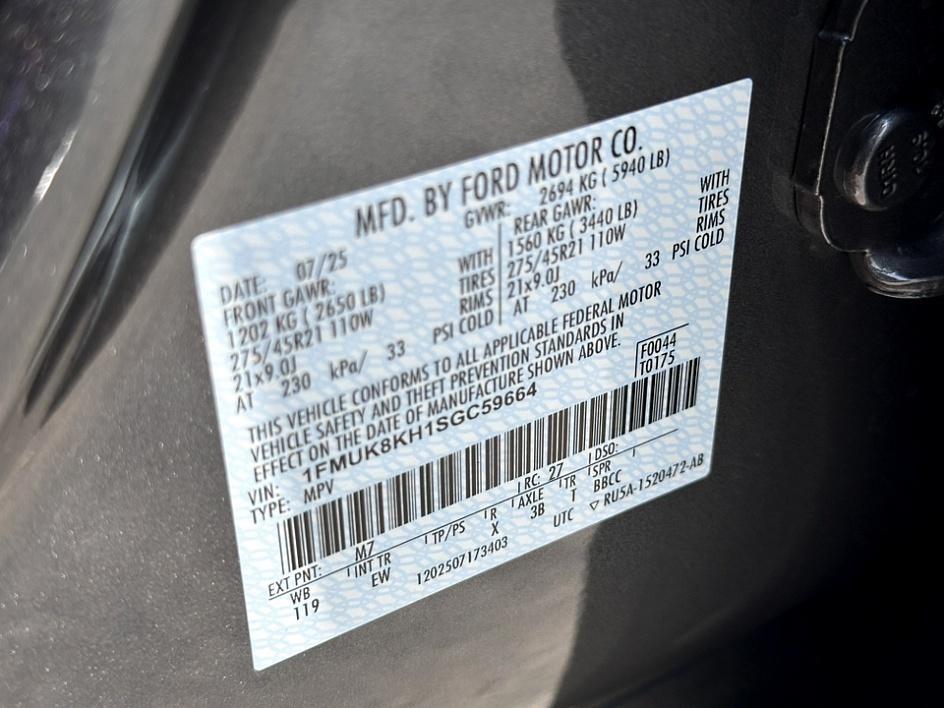 MFD. BY FORD MOTOR CO.
DATE: 07/25 GVWR: 2694 KG ( 5940 LB)
FRONT GAWR: WITH REAR GAWR: WITH
1202 KG ( 2650 LB) TIRES 1560 KG ( 3440 LB) TIRES
275/45R21 110W RIMS 275/45R21 110W RIMS
21x9.0J PSI COLD 21x9.0J PSI COLD
AT 230 kPa/ 33 AT 230 kPa/ 33
THIS VEHICLE CONFORMS TO ALL APPLICABLE FEDERAL MOTOR
VEHICLE SAFETY AND THEFT PREVENTION STANDARDS IN
EFFECT ON THE DATE OF MANUFACTURE SHOWN ABOVE.
VIN: 1FMUK8KH1SGC59664 F0044
TYPE: MPV T0175
EXT PNT: M7 RC: 27 DSO:
WB INT TR TP/PS R AXLE TR SPR
119 EW X 3B T BBCC
1202507173403 UTC ▽ RU5A-1520472-AB